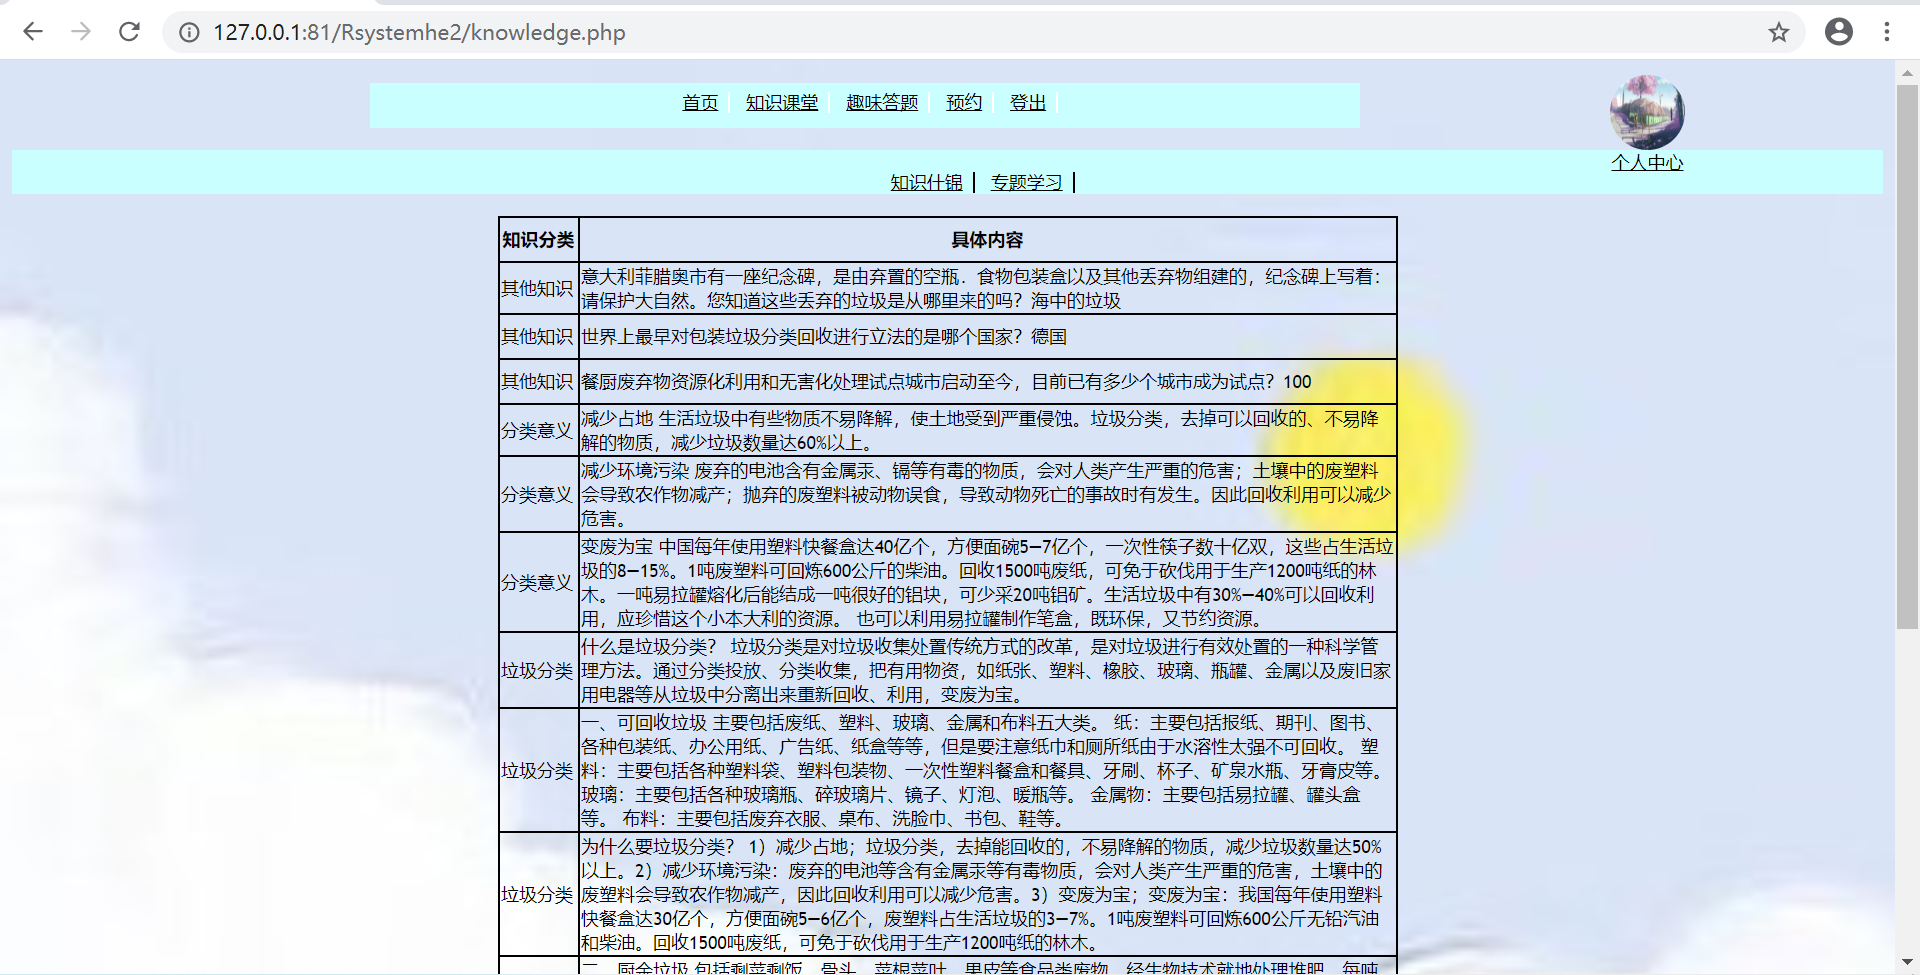 127.0.0.1:81/Rsystemhe2/knowledge.php
首页 知识课堂 趣味答题 预约 登出
个人中心
知识什锦 专题学习
知识分类 具体内容
其他知识
意大利菲腊奥市有一座纪念碑，是由弃置的空瓶．食物包装盒以及其他丢弃物组建的，纪念碑上写着：
请保护大自然。您知道这些丢弃的垃圾是从哪里来的吗？海中的垃圾
其他知识 世界上最早对包装垃圾分类回收进行立法的是哪个国家？德国
其他知识 餐厨废弃物资源化利用和无害化处理试点城市启动至今，目前已有多少个城市成为试点？100
分类意义
减少占地 生活垃圾中有些物质不易降解，使土地受到严重侵蚀。垃圾分类，去掉可以回收的、不易降
解的物质，减少垃圾数量达60%以上。
分类意义
减少环境污染 废弃的电池含有金属汞、镉等有毒的物质，会对人类产生严重的危害；土壤中的废塑料
会导致农作物减产；抛弃的废塑料被动物误食，导致动物死亡的事故时有发生。因此回收利用可以减少
危害。
分类意义
变废为宝 中国每年使用塑料快餐盒达40亿个，方便面碗5—7亿个，一次性筷子数十亿双，这些占生活垃
圾的8—15%。1吨废塑料可回炼600公斤的柴油。回收1500吨废纸，可免于砍伐用于生产1200吨纸的林
木。一吨易拉罐熔化后能结成一吨很好的铝块，可少采20吨铝矿。生活垃圾中有30%—40%可以回收利
用，应珍惜这个小本大利的资源。 也可以利用易拉罐制作笔盒，既环保，又节约资源。
垃圾分类
什么是垃圾分类？ 垃圾分类是对垃圾收集处置传统方式的改革，是对垃圾进行有效处置的一种科学管
理方法。通过分类投放、分类收集，把有用物资，如纸张、塑料、橡胶、玻璃、瓶罐、金属以及废旧家
用电器等从垃圾中分离出来重新回收、利用，变废为宝。
垃圾分类
一、可回收垃圾 主要包括废纸、塑料、玻璃、金属和布料五大类。 纸：主要包括报纸、期刊、图书、
各种包装纸、办公用纸、广告纸、纸盒等等，但是要注意纸巾和厕所纸由于水溶性太强不可回收。 塑
料：主要包括各种塑料袋、塑料包装物、一次性塑料餐盒和餐具、牙刷、杯子、矿泉水瓶、牙膏皮等。
玻璃：主要包括各种玻璃瓶、碎玻璃片、镜子、灯泡、暖瓶等。 金属物：主要包括易拉罐、罐头盒
等。 布料：主要包括废弃衣服、桌布、洗脸巾、书包、鞋等。
垃圾分类
为什么要垃圾分类？ 1）减少占地；垃圾分类，去掉能回收的，不易降解的物质，减少垃圾数量达50%
以上。2）减少环境污染：废弃的电池等含有金属汞等有毒物质，会对人类产生严重的危害，土壤中的
废塑料会导致农作物减产，因此回收利用可以减少危害。3）变废为宝；变废为宝：我国每年使用塑料
快餐盒达30亿个，方便面碗5—6亿个，废塑料占生活垃圾的3—7%。1吨废塑料可回炼600公斤无铅汽油
和柴油。回收1500吨废纸，可免于砍伐用于生产1200吨纸的林木。
二、厨余垃圾 包括剩菜剩饭、骨头、菜根菜叶、果皮等食品类废物，经生物技术就地处理堆肥，每吨